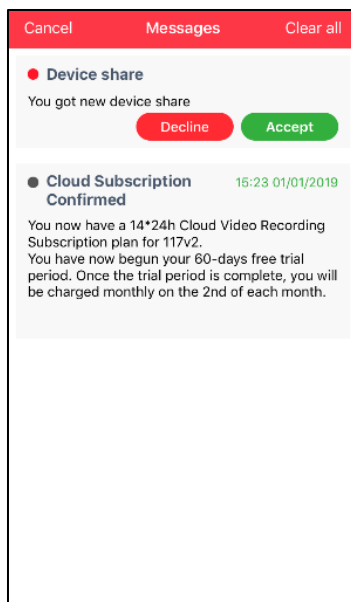 Cancel Messages Clear all
Device share
You got new device share
Decline Accept
Cloud Subscription 15:23 01/01/2019
Confirmed
You now have a 14*24h Cloud Video Recording
Subscription plan for 117v2.
You have now begun your 60-days free trial
period. Once the trial period is complete, you will
be charged monthly on the 2nd of each month.